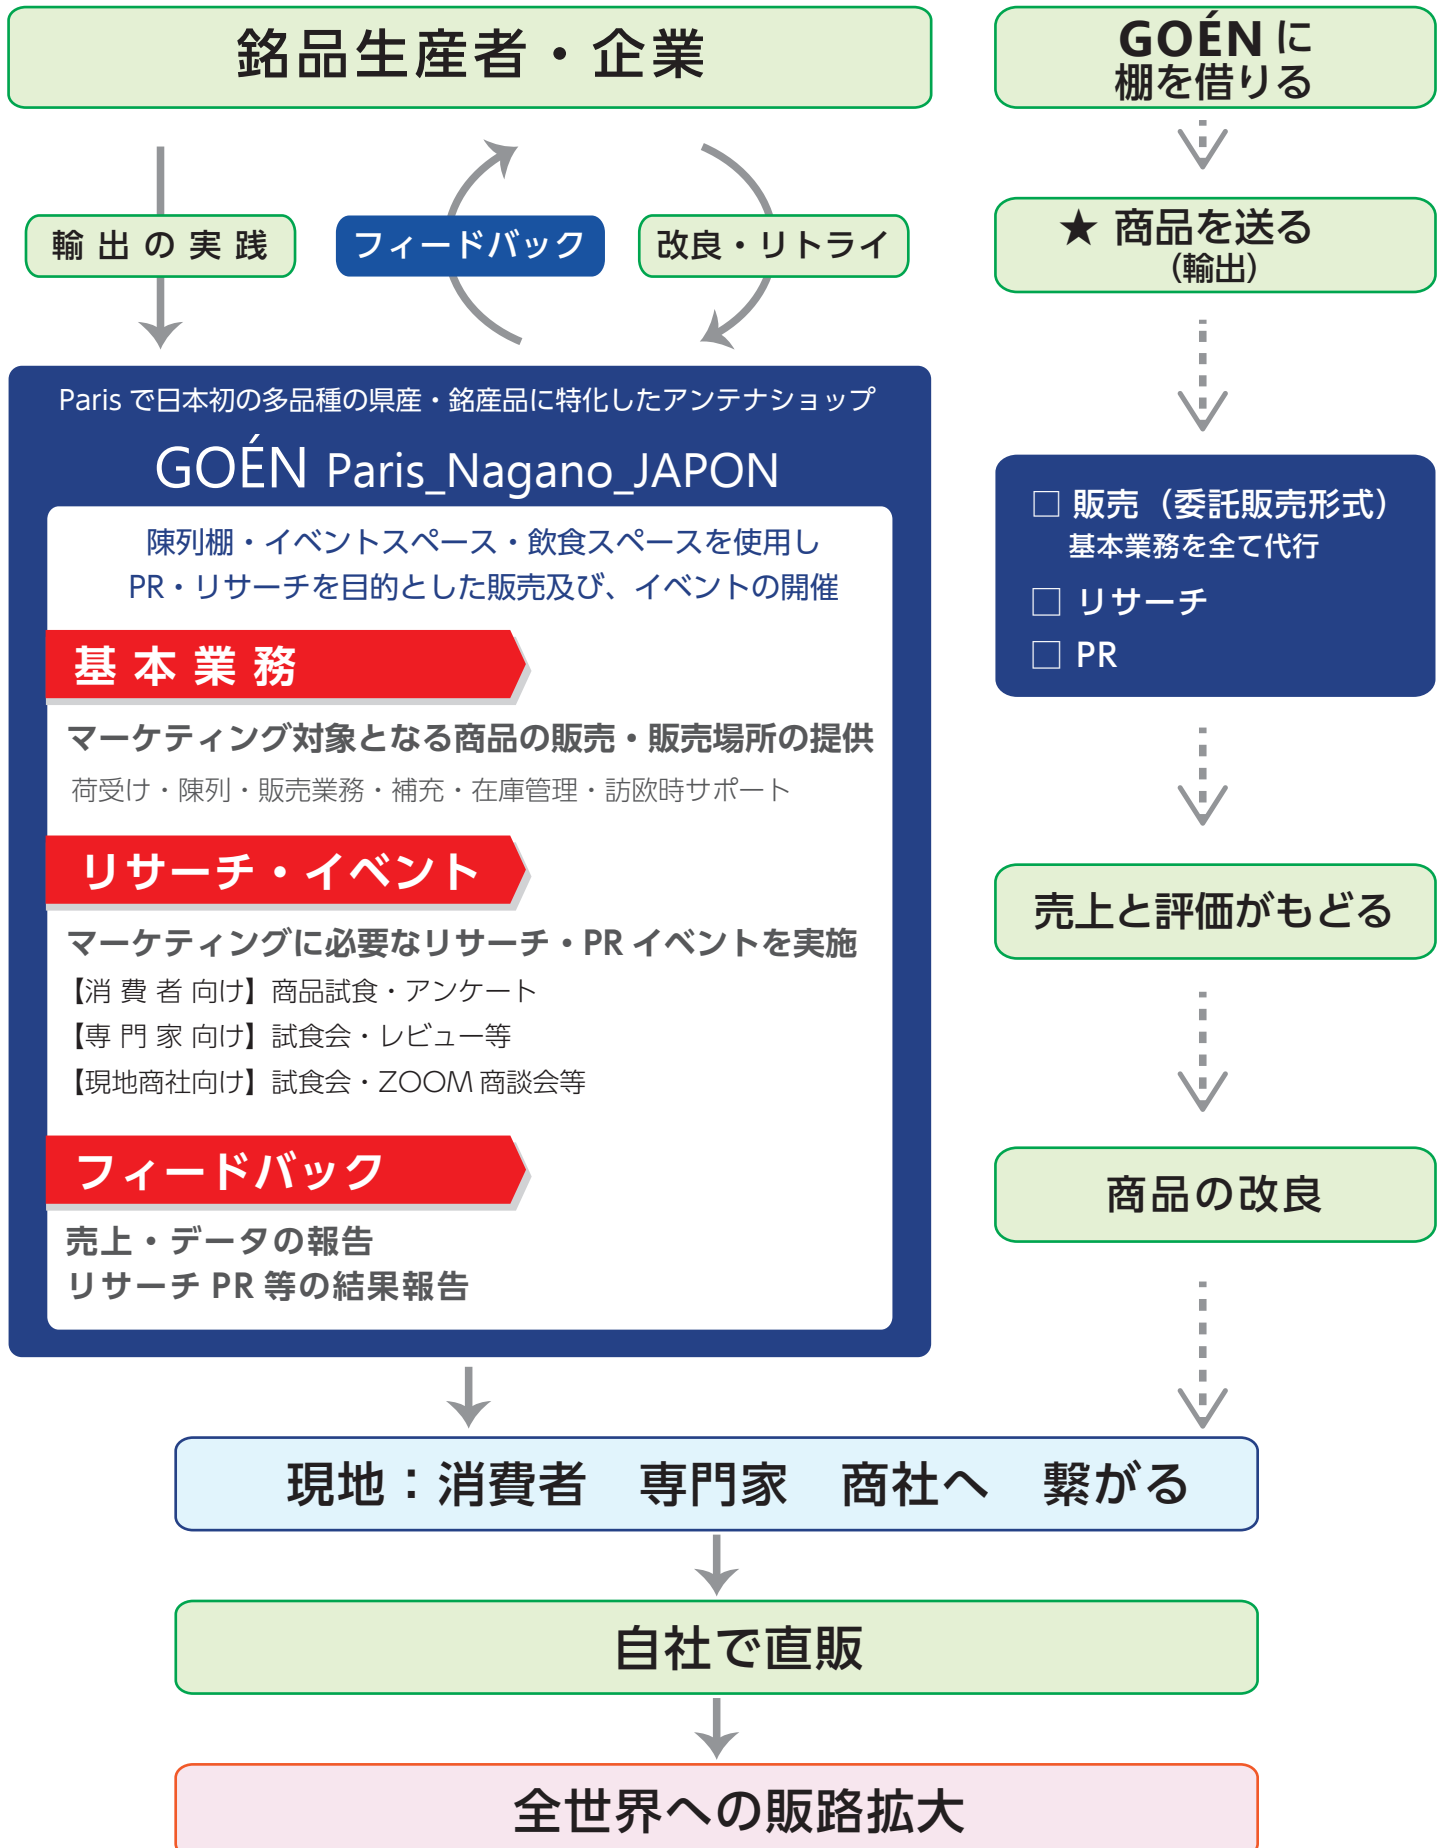 銘品生産者・企業
輸出の実践
フィードバック
改良・リトライ
Paris で日本初の多品種の県産・銘産品に特化したアンテナショップ
GOÉN Paris_Nagano_JAPON
陳列棚・イベントスペース・飲食スペースを使用し
PR・リサーチを目的とした販売及び、イベントの開催
基本業務
マーケティング対象となる商品の販売・販売場所の提供
荷受け・陳列・販売業務・補充・在庫管理・訪欧時サポート
リサーチ・イベント
マーケティングに必要なリサーチ・PR イベントを実施
【消 費 者 向け】商品試食・アンケート
【専 門 家 向け】試食会・レビュー等
【現地商社向け】試食会・ZOOM 商談会等
フィードバック
売上・データの報告
リサーチ PR 等の結果報告
GOÉN に
棚を借りる
★ 商品を送る
（輸出）
□ 販売（委託販売形式）
基本業務を全て代行
□ リサーチ
□ PR
売上と評価がもどる
商品の改良
現地：消費者　専門家　商社へ　繋がる
自社で直販
全世界への販路拡大